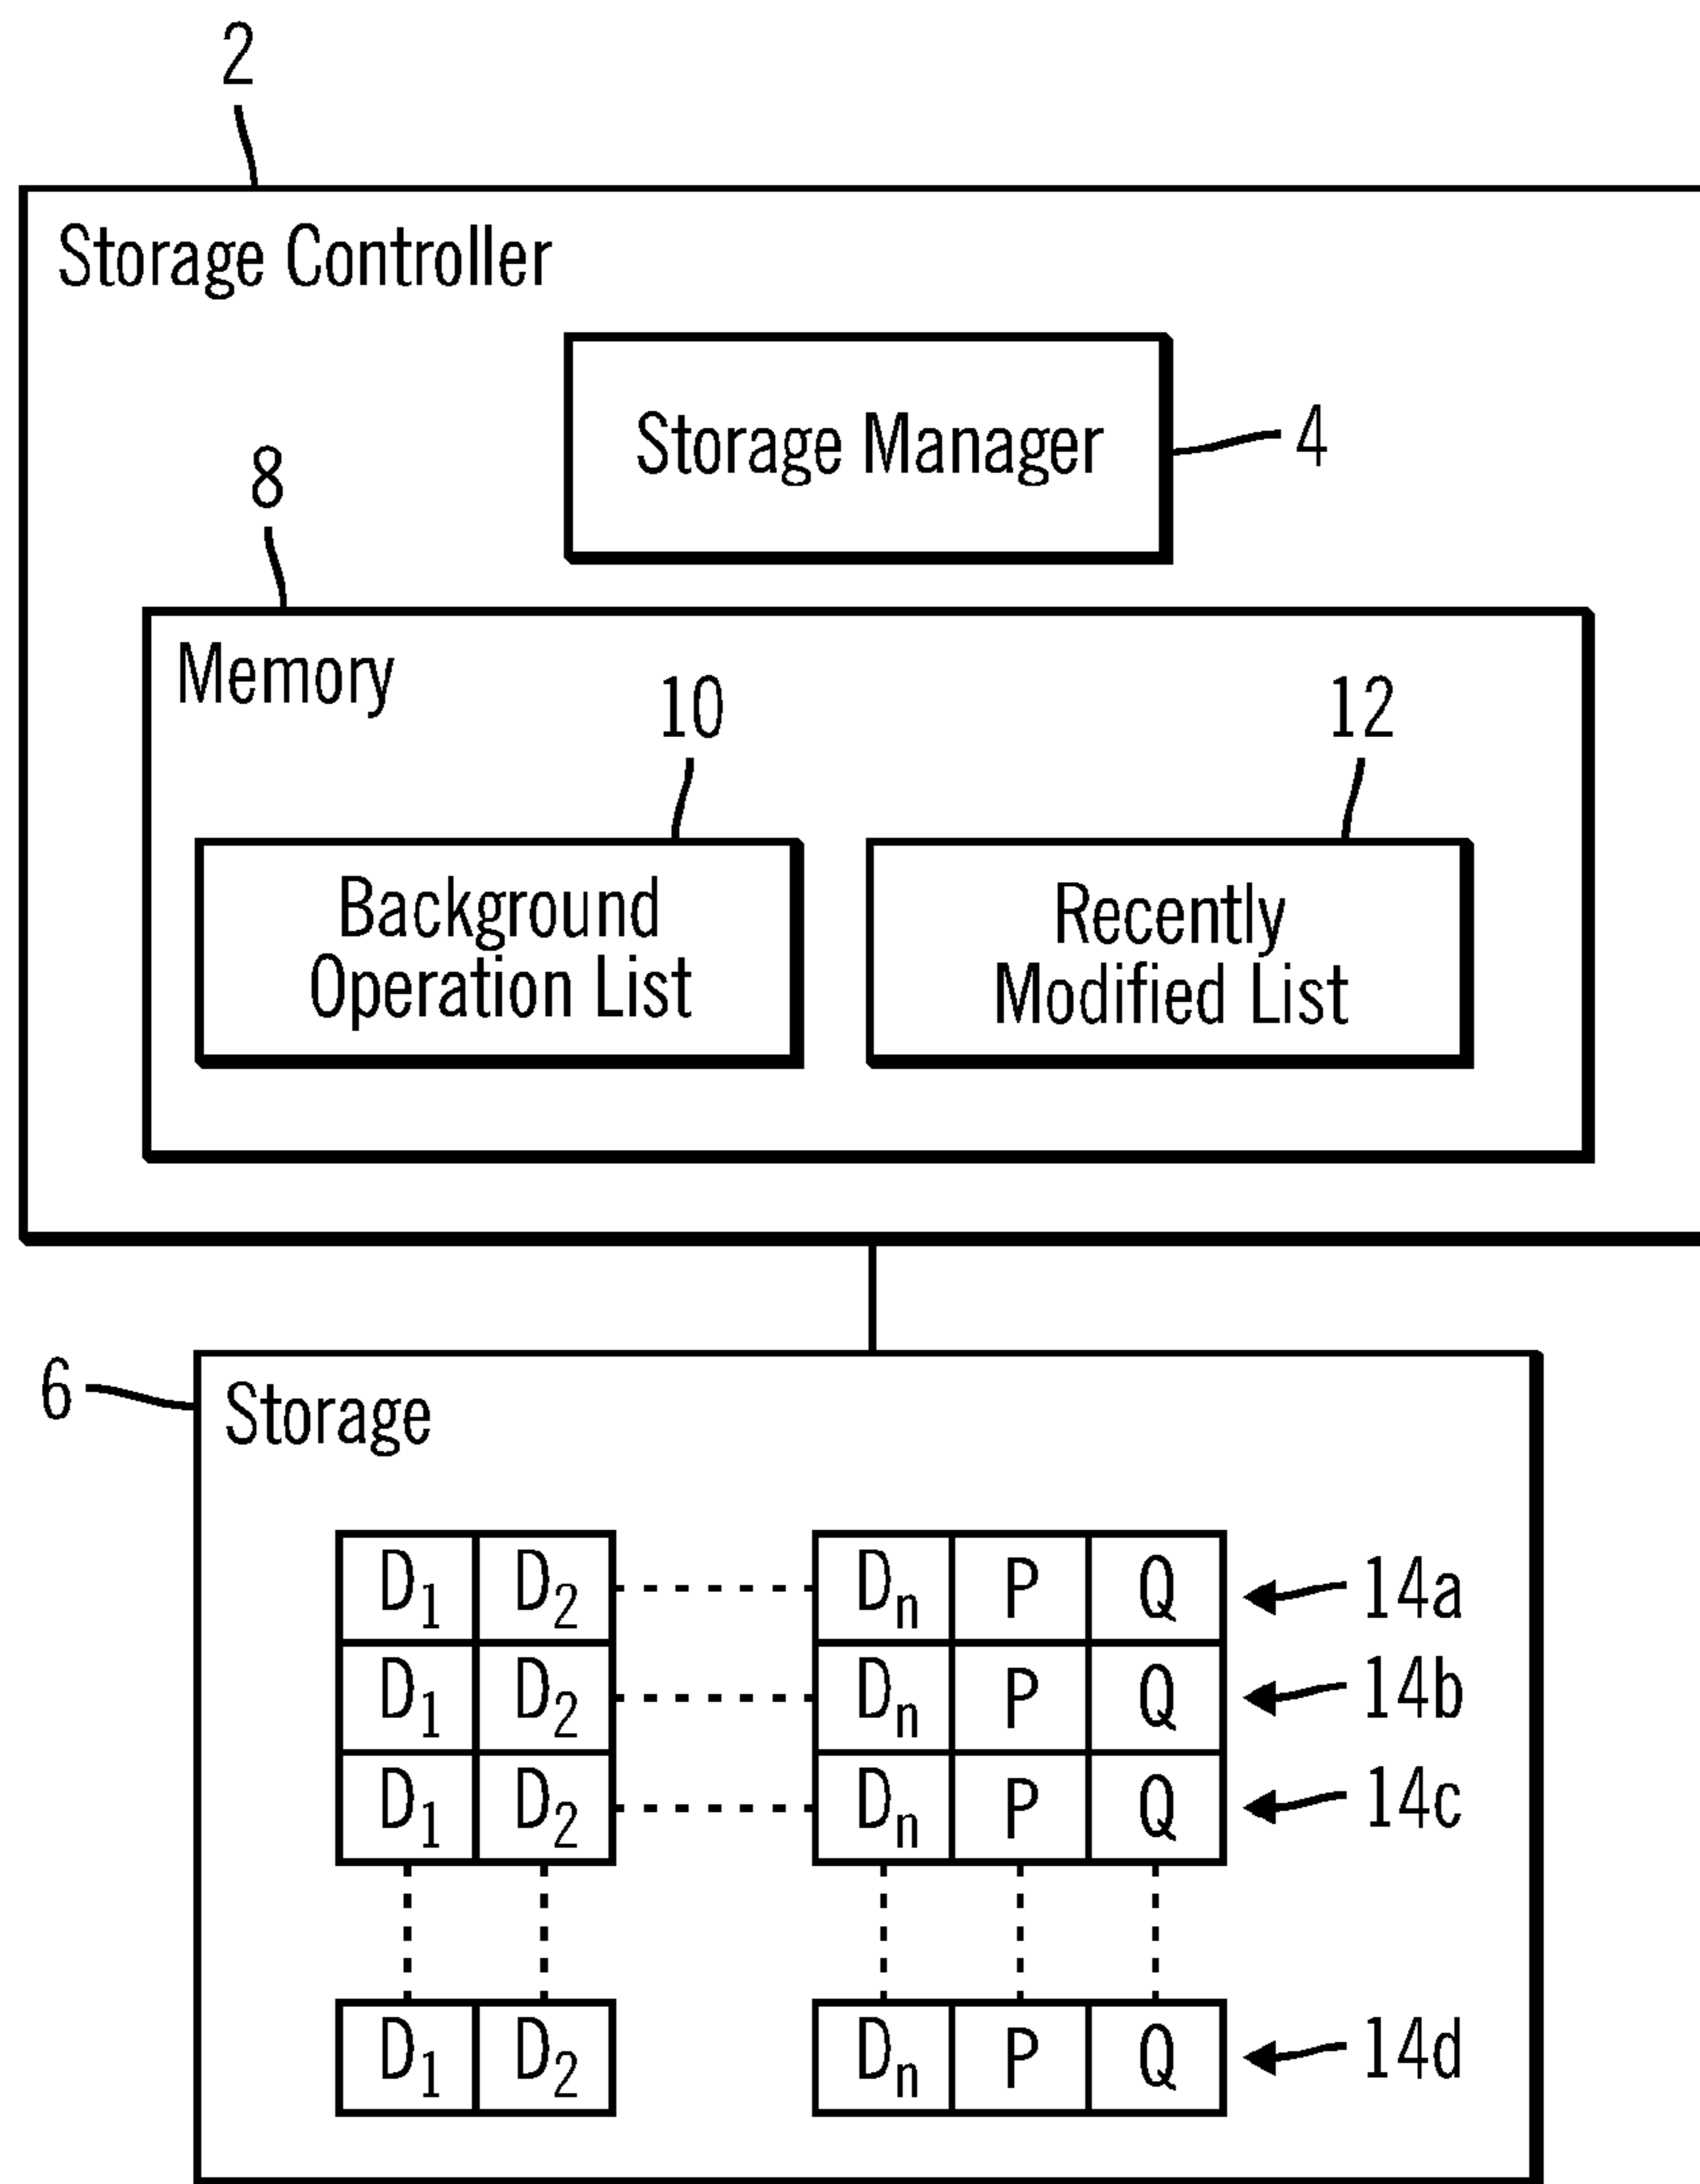 2
Storage Controller
Storage Manager
4
8
Memory
10
12
Background
Operation List
Recently
Modified List
6
Storage
D1 D2 Dn P Q 14a
D1 D2 Dn P Q 14b
D1 D2 Dn P Q 14c
D1 D2 Dn P Q 14d